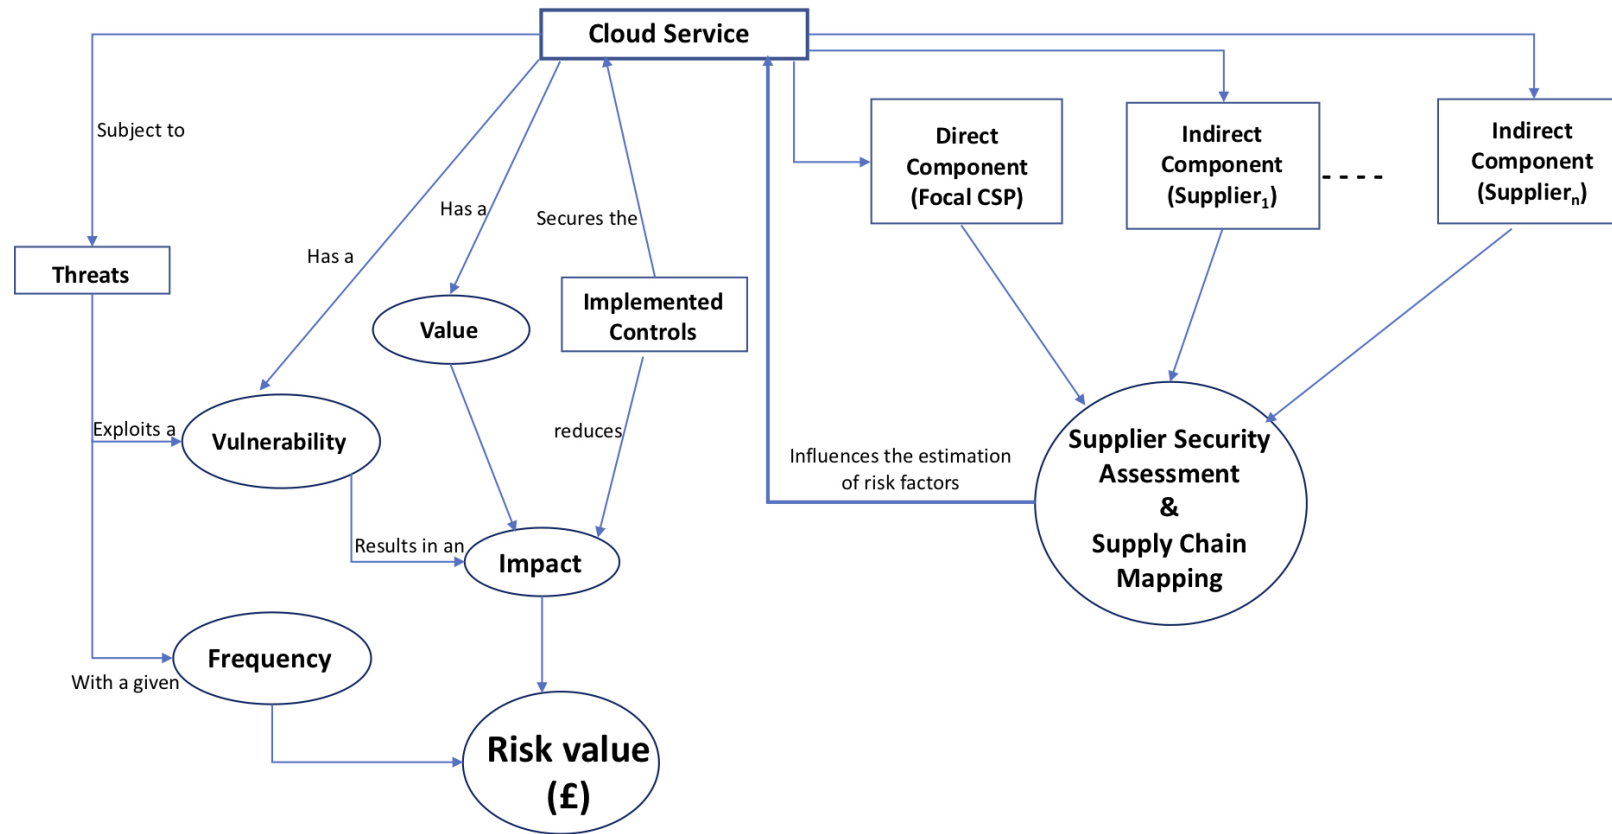 Cloud Service
Subject to
Direct
Component
(Focal CSP)
Indirect
Component
(Supplier₁)
- - - -
Indirect
Component
(Supplierₙ)
Has a
Secures the
Has a
Threats
Value
Implemented
Controls
Exploits a
Vulnerability
reduces
Influences the estimation
of risk factors
Supplier Security
Assessment
&
Supply Chain
Mapping
Results in an
Impact
Frequency
With a given
Risk value
(£)